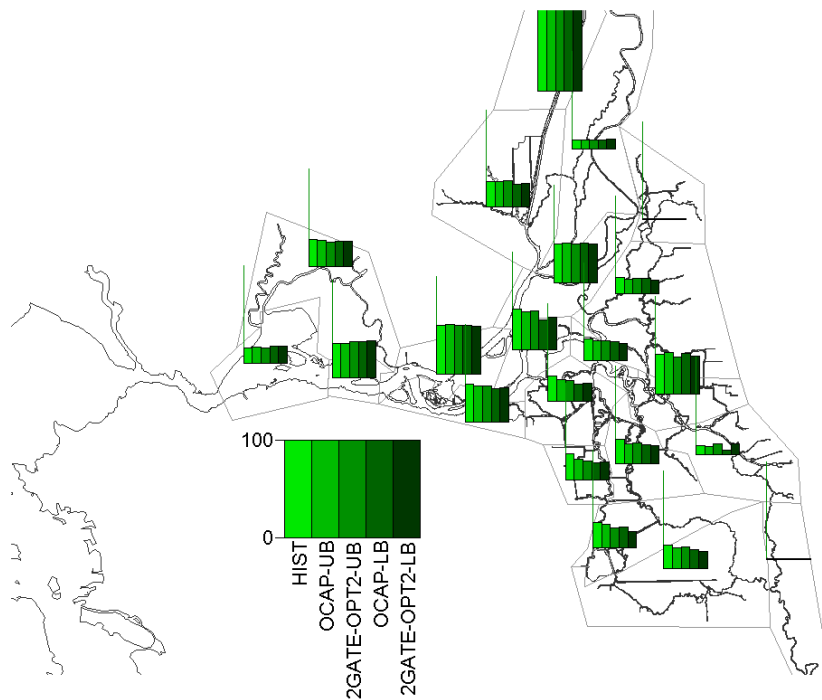 100
0
HIST
OCAP-UB
2GATE-OPT2-UB
OCAP-LB
2GATE-OPT2-LB